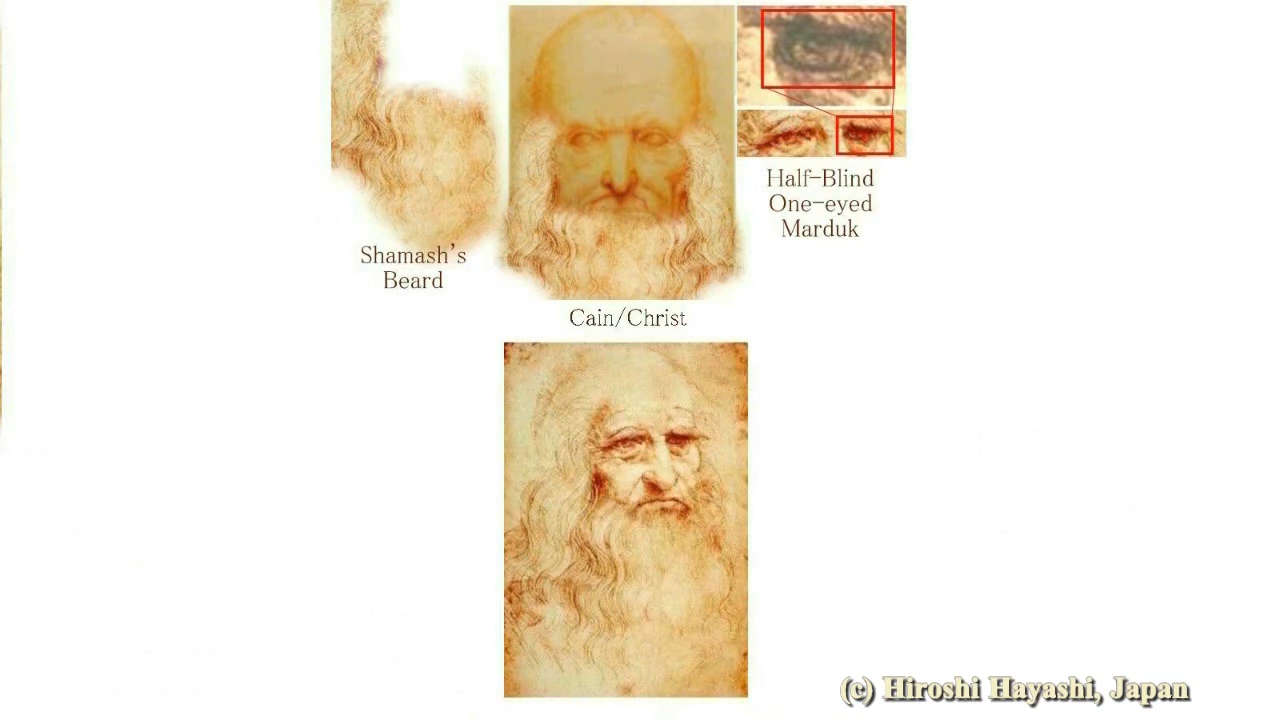 Half-Blind
One-eyed
Marduk
Shamash's
Beard
Cain/Christ
(c) Hiroshi Hayashi, Japan